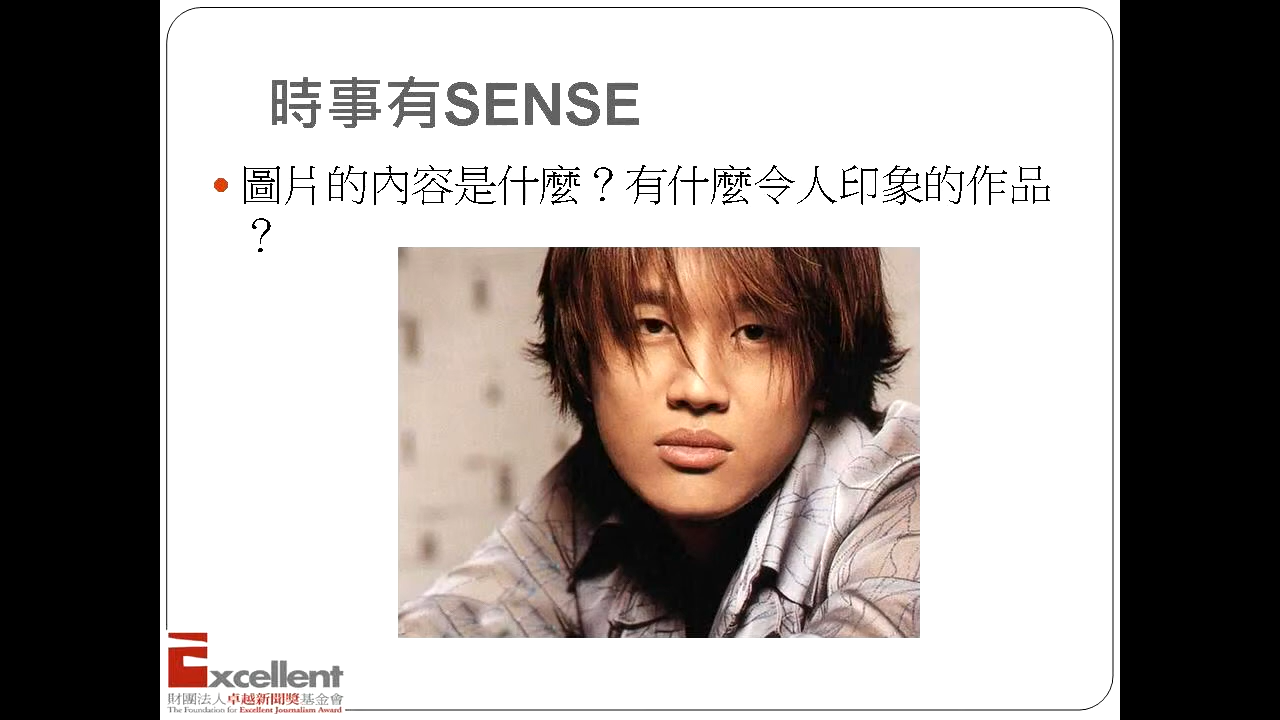 時事有SENSE
圖片的內容是什麼？有什麼令人印象的作品
？
Excellent
財團法人卓越新聞獎基金會
The Foundation for Excellent Journalism Award